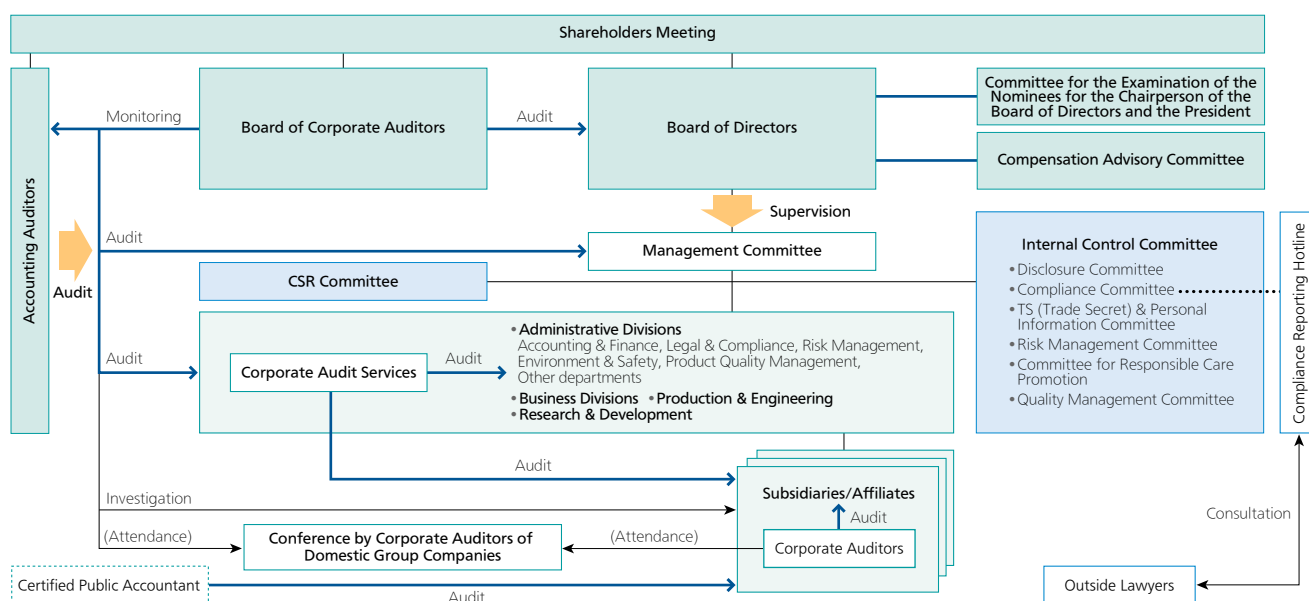 Shareholders Meeting
Accounting Auditors
Monitoring
Board of Corporate Auditors
Audit
Board of Directors
Committee for the Examination of the
Nominees for the Chairperson of the
Board of Directors and the President
Compensation Advisory Committee
Supervision
Audit
Audit
Management Committee
CSR Committee
Internal Control Committee
•Disclosure Committee
•Compliance Committee
•TS (Trade Secret) & Personal
Information Committee
•Risk Management Committee
•Committee for Responsible Care
Promotion
•Quality Management Committee
Compliance Reporting Hotline
Audit
Corporate Audit Services
Audit
•Administrative Divisions
Accounting & Finance, Legal & Compliance, Risk Management,
Environment & Safety, Product Quality Management,
Other departments
•Business Divisions •Production & Engineering
•Research & Development
Audit
Investigation
Subsidiaries/Affiliates
Audit
Corporate Auditors
(Attendance)
Conference by Corporate Auditors of
Domestic Group Companies
(Attendance)
Consultation
Certified Public Accountant
Audit
Outside Lawyers